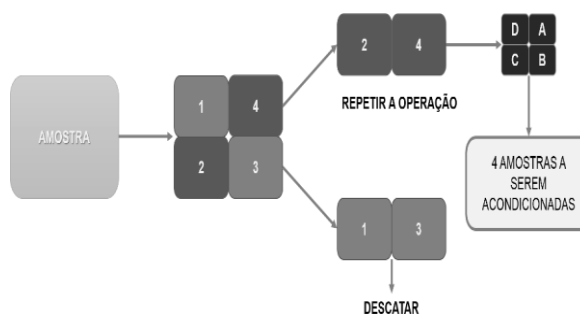 AMOSTRA
1 4
2 3
2 4
REPETIR A OPERAÇÃO
D A
C B
4 AMOSTRAS A
SEREM
ACONDICIONADAS
1 3
DESCATAR